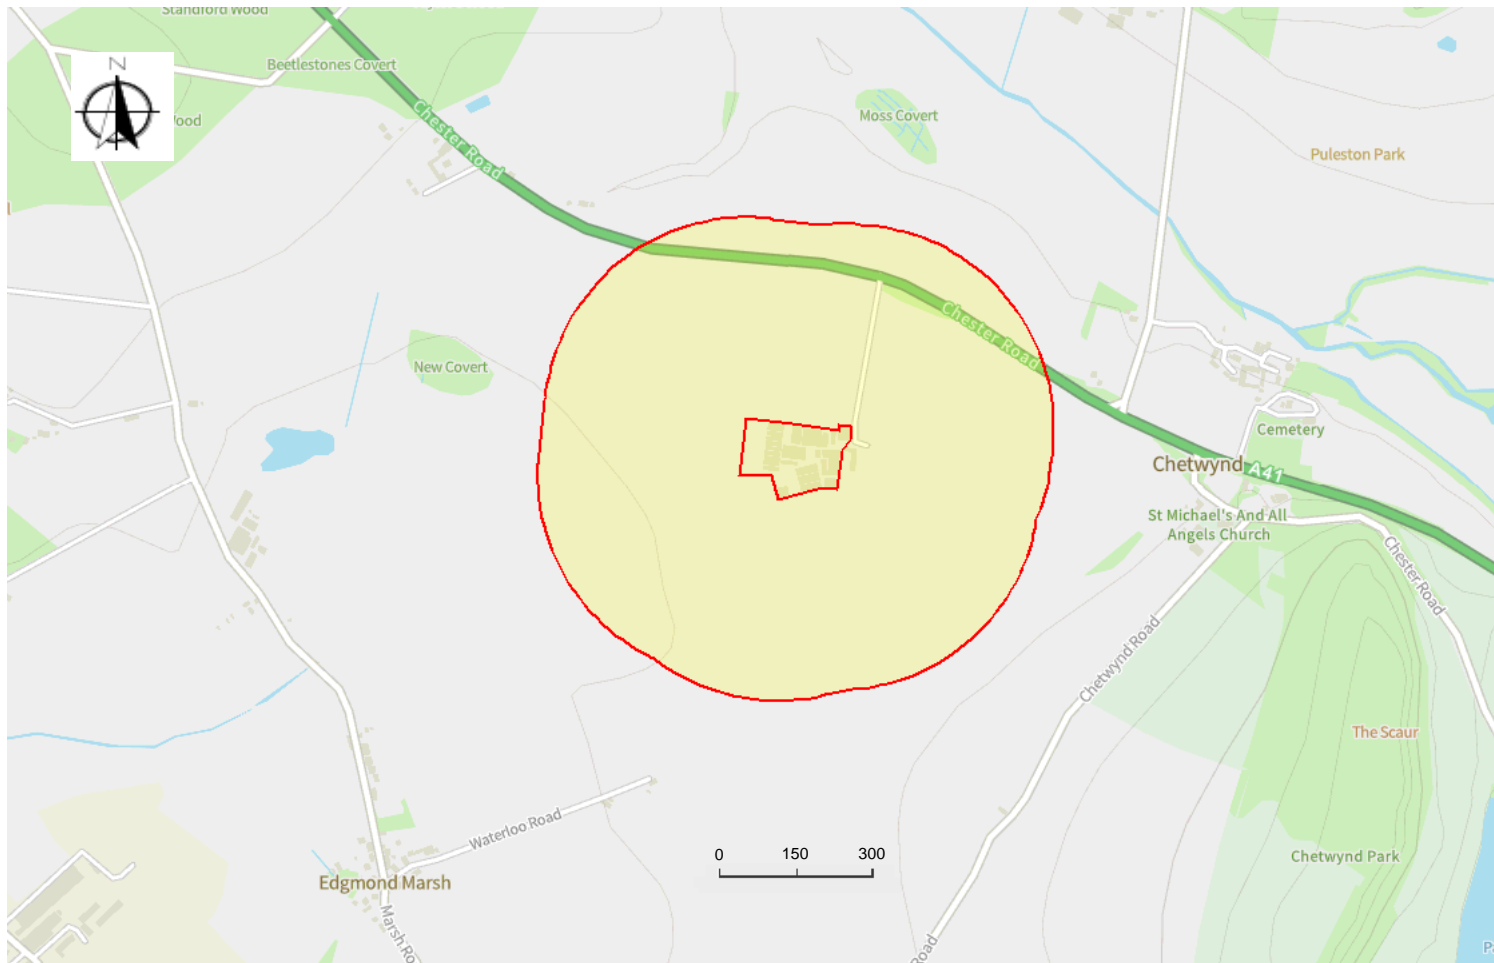 Standford Wood
N
Beetlestones Covert
Chester Road
Moss Covert
Puleston Park
New Covert
Chester Road
Cemetery
Chetwynd
A41
St Michael's And All
Angels Church
Chester Road
Chetwynd Road
The Scaur
Waterloo Road
0 150 300
Chetwynd Park
Edgmond Marsh
Marsh Ro
Road